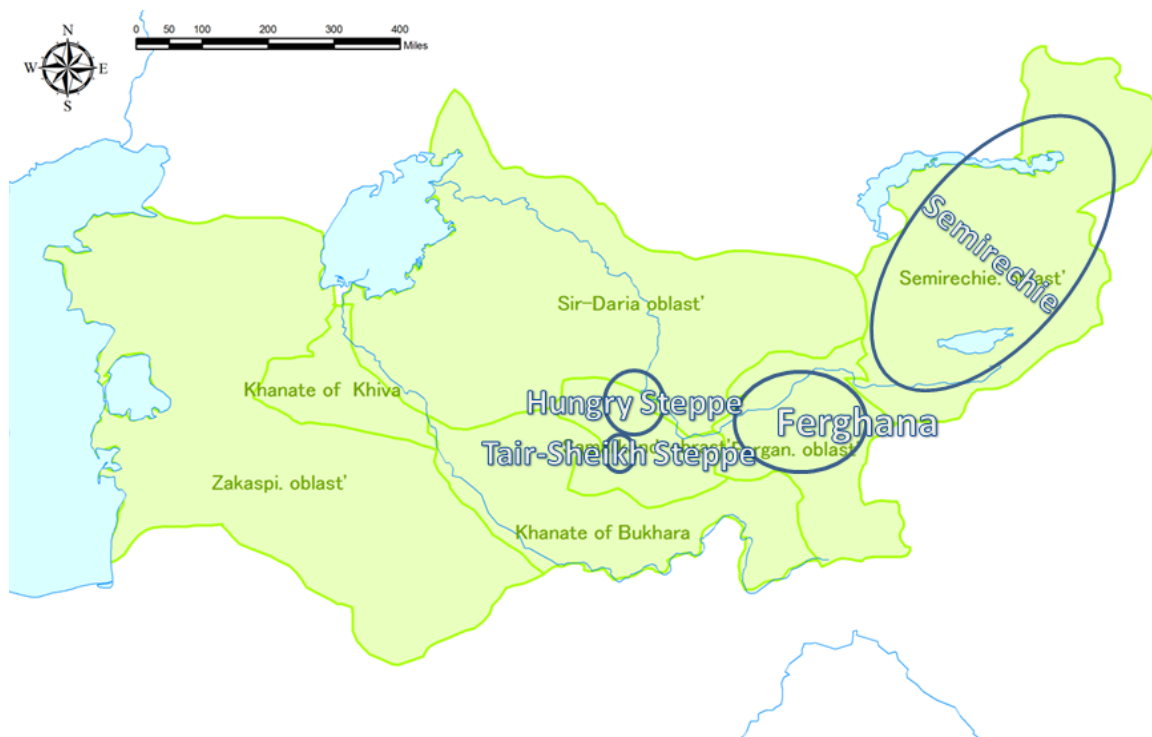 N
W E
S
0 50 100 200 300 400
Miles
Semirechie
Semirechie. oblast'
Sir-Daria oblast'
Khanate of Khiva
Hungry Steppe
Ferghana
Tair-Sheikh Steppe
oblast
Zakaspi. oblast'
Khanate of Bukhara